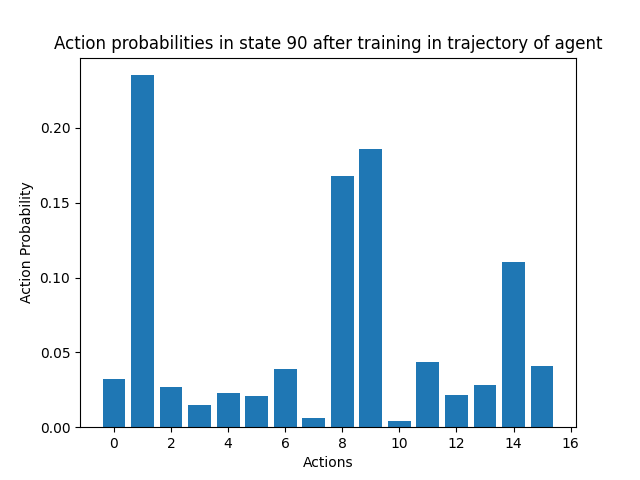 Action probabilities in state 90 after training in trajectory of agent
0.20
0.15
0.10
0.05
0.00
Action Probability
0 2 4 6 8 10 12 14 16
Actions